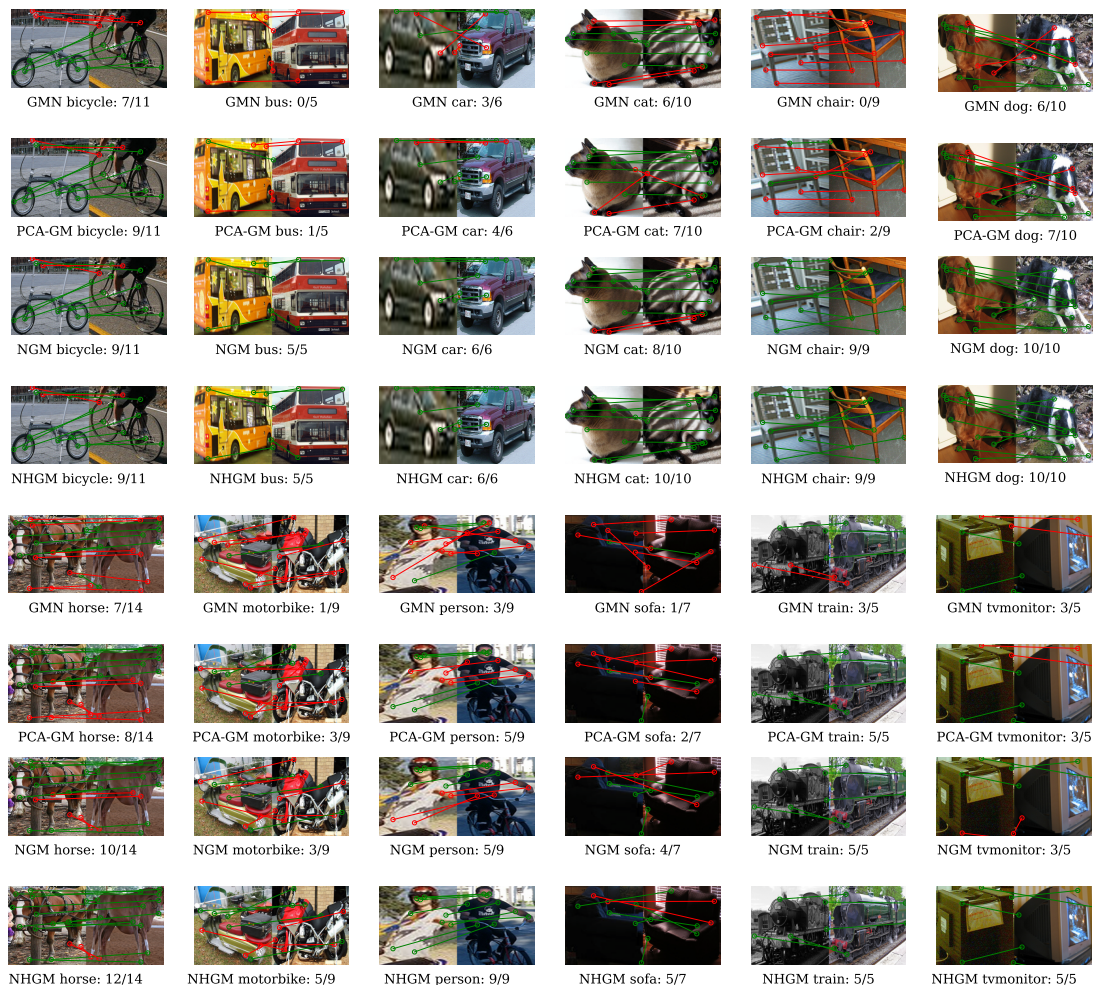 GMN bicycle: 7/11 GMN bus: 0/5 GMN car: 3/6 GMN cat: 6/10 GMN chair: 0/9 GMN dog: 6/10
PCA-GM bicycle: 9/11 PCA-GM bus: 1/5 PCA-GM car: 4/6 PCA-GM cat: 7/10 PCA-GM chair: 2/9 PCA-GM dog: 7/10
NGM bicycle: 9/11 NGM bus: 5/5 NGM car: 6/6 NGM cat: 8/10 NGM chair: 9/9 NGM dog: 10/10
NHGM bicycle: 9/11 NHGM bus: 5/5 NHGM car: 6/6 NHGM cat: 10/10 NHGM chair: 9/9 NHGM dog: 10/10
GMN horse: 7/14 GMN motorbike: 1/9 GMN person: 3/9 GMN sofa: 1/7 GMN train: 3/5 GMN tvmonitor: 3/5
PCA-GM horse: 8/14 PCA-GM motorbike: 3/9 PCA-GM person: 5/9 PCA-GM sofa: 2/7 PCA-GM train: 5/5 PCA-GM tvmonitor: 3/5
NGM horse: 10/14 NGM motorbike: 3/9 NGM person: 5/9 NGM sofa: 4/7 NGM train: 5/5 NGM tvmonitor: 3/5
NHGM horse: 12/14 NHGM motorbike: 5/9 NHGM person: 9/9 NHGM sofa: 5/7 NHGM train: 5/5 NHGM tvmonitor: 5/5